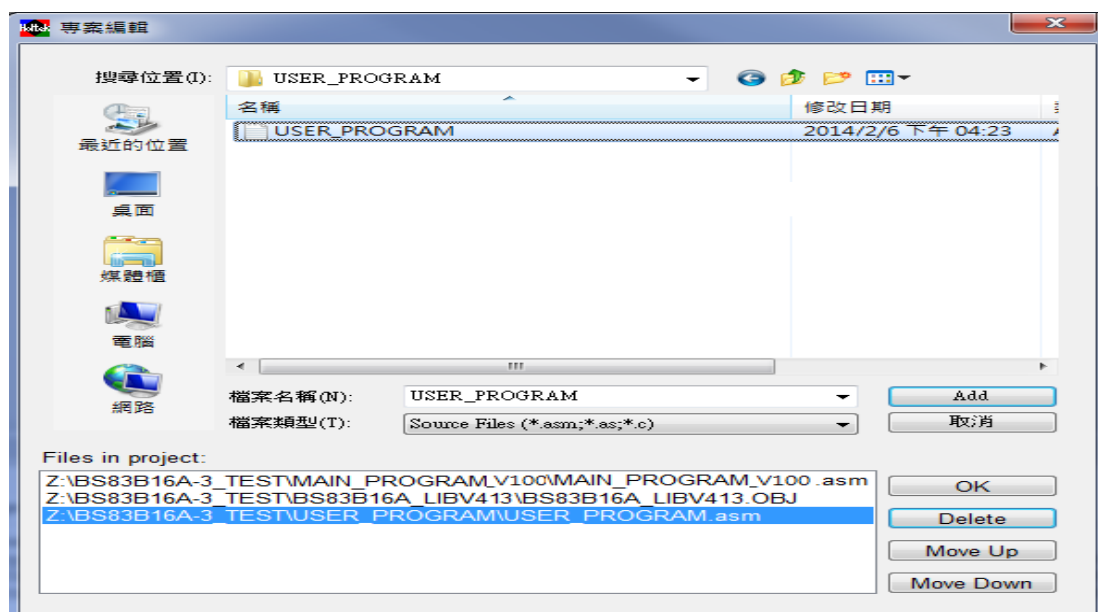 Holtek 專案編輯
搜尋位置(I): USER_PROGRAM
名稱 修改日期
USER_PROGRAM 2014/2/6 下午 04:23
最近的位置
桌面
媒體櫃
電腦
網路
檔案名稱(N): USER_PROGRAM Add
檔案類型(T): Source Files (*.asm;*.as;*.c) 取消
Files in project:
Z:\BS83B16A-3_TEST\MAIN_PROGRAM_V100\MAIN_PROGRAM_V100.asm
Z:\BS83B16A-3_TEST\BS83B16A_LIBV413\BS83B16A_LIBV413.OBJ
Z:\BS83B16A-3_TEST\USER_PROGRAM\USER_PROGRAM.asm
OK
Delete
Move Up
Move Down